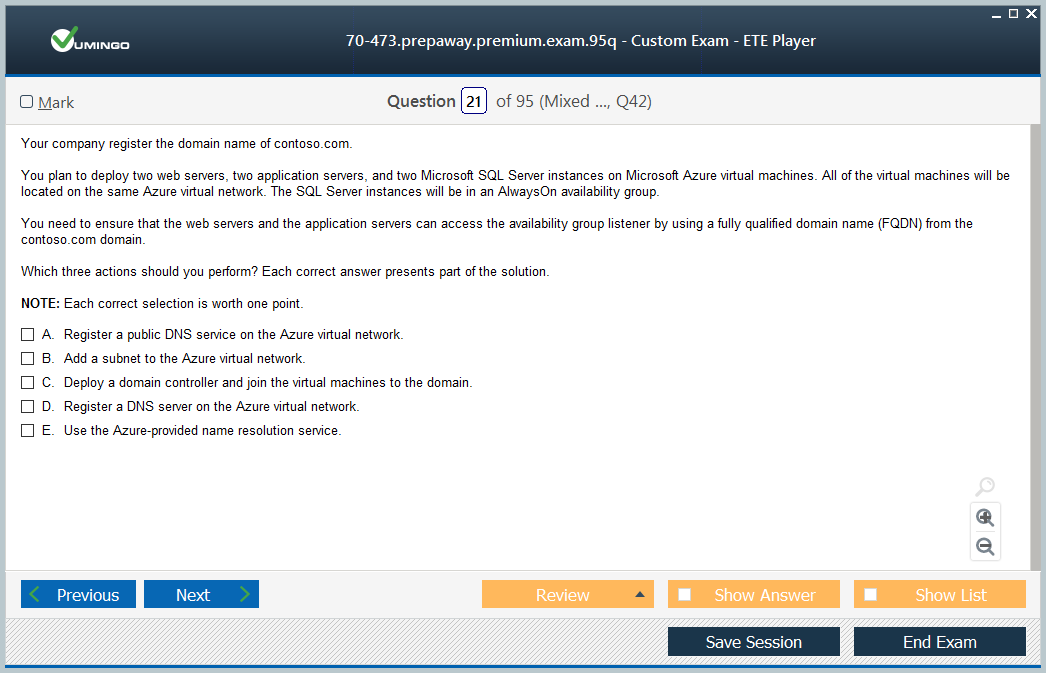 VUMINGO
70-473.prepaway.premium.exam.95q - Custom Exam - ETE Player
Mark
Question 21 of 95 (Mixed ..., Q42)
Your company register the domain name of contoso.com.
You plan to deploy two web servers, two application servers, and two Microsoft SQL Server instances on Microsoft Azure virtual machines. All of the virtual machines will be
located on the same Azure virtual network. The SQL Server instances will be in an AlwaysOn availability group.
You need to ensure that the web servers and the application servers can access the availability group listener by using a fully qualified domain name (FQDN) from the
contoso.com domain.
Which three actions should you perform? Each correct answer presents part of the solution.
NOTE: Each correct selection is worth one point.
A. Register a public DNS service on the Azure virtual network.
B. Add a subnet to the Azure virtual network.
C. Deploy a domain controller and join the virtual machines to the domain.
D. Register a DNS server on the Azure virtual network.
E. Use the Azure-provided name resolution service.
Previous Next Review Show Answer Show List
Save Session End Exam